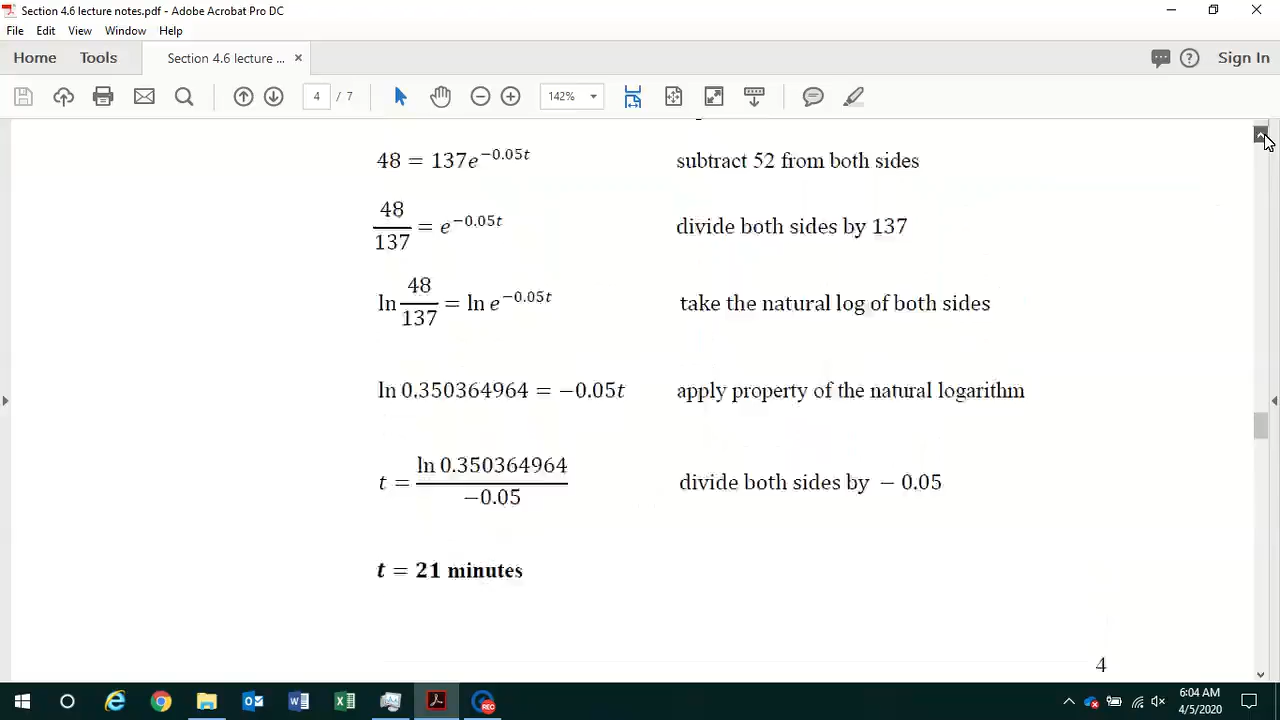 Section 4.6 lecture notes.pdf - Adobe Acrobat Pro DC
File Edit View Window Help
Home Tools Section 4.6 lecture ... × Sign In
4 / 7 142%
48 = 137e^{−0.05t} subtract 52 from both sides
48/137 = e^{−0.05t} divide both sides by 137
ln 48/137 = ln e^{−0.05t} take the natural log of both sides
ln 0.350364964 = −0.05t apply property of the natural logarithm
t = ln 0.350364964/−0.05 divide both sides by − 0.05
t = 21 minutes
4
6:04 AM
4/5/2020